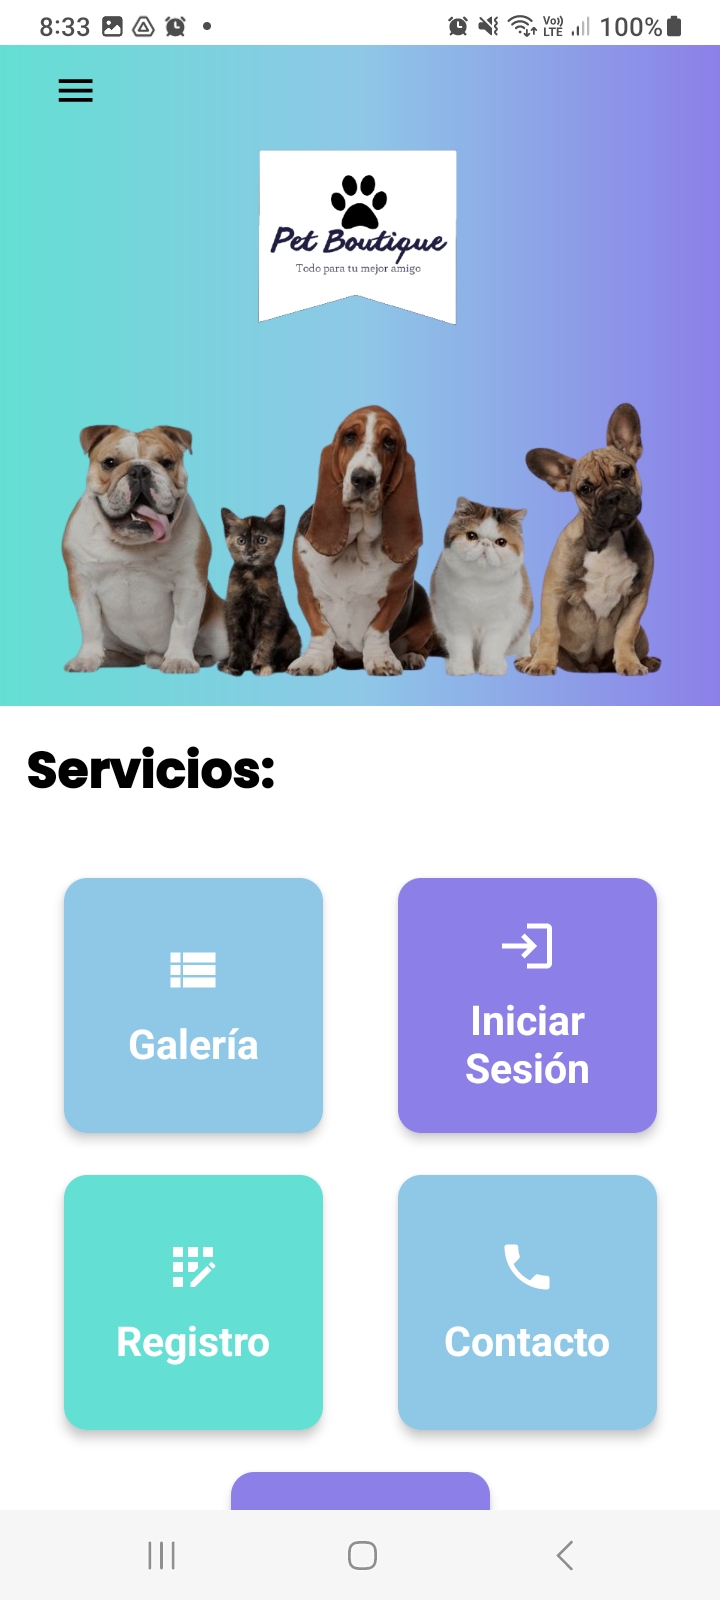 8:33
Vo)) LTE 100%
Pet Boutique
Todo para tu mejor amigo
Servicios:
Galería
Iniciar
Sesión
Registro
Contacto